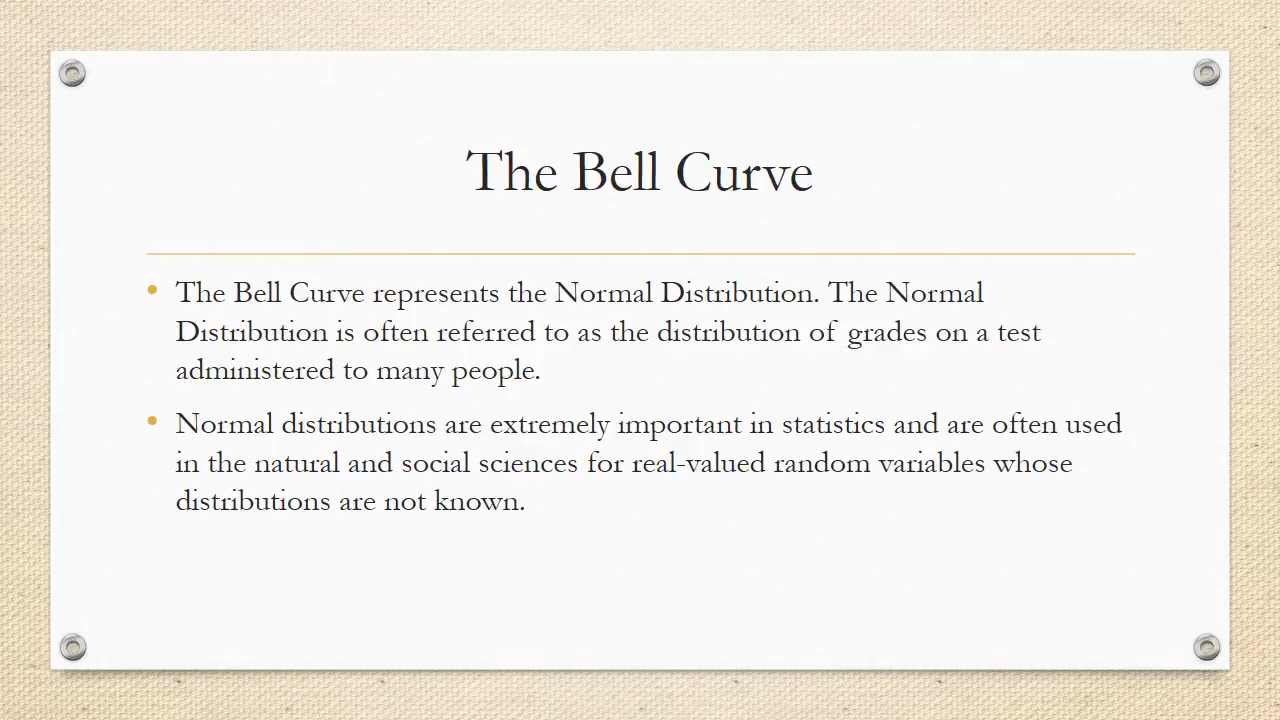 The Bell Curve
The Bell Curve represents the Normal Distribution. The Normal
Distribution is often referred to as the distribution of grades on a test
administered to many people.
Normal distributions are extremely important in statistics and are often used
in the natural and social sciences for real-valued random variables whose
distributions are not known.